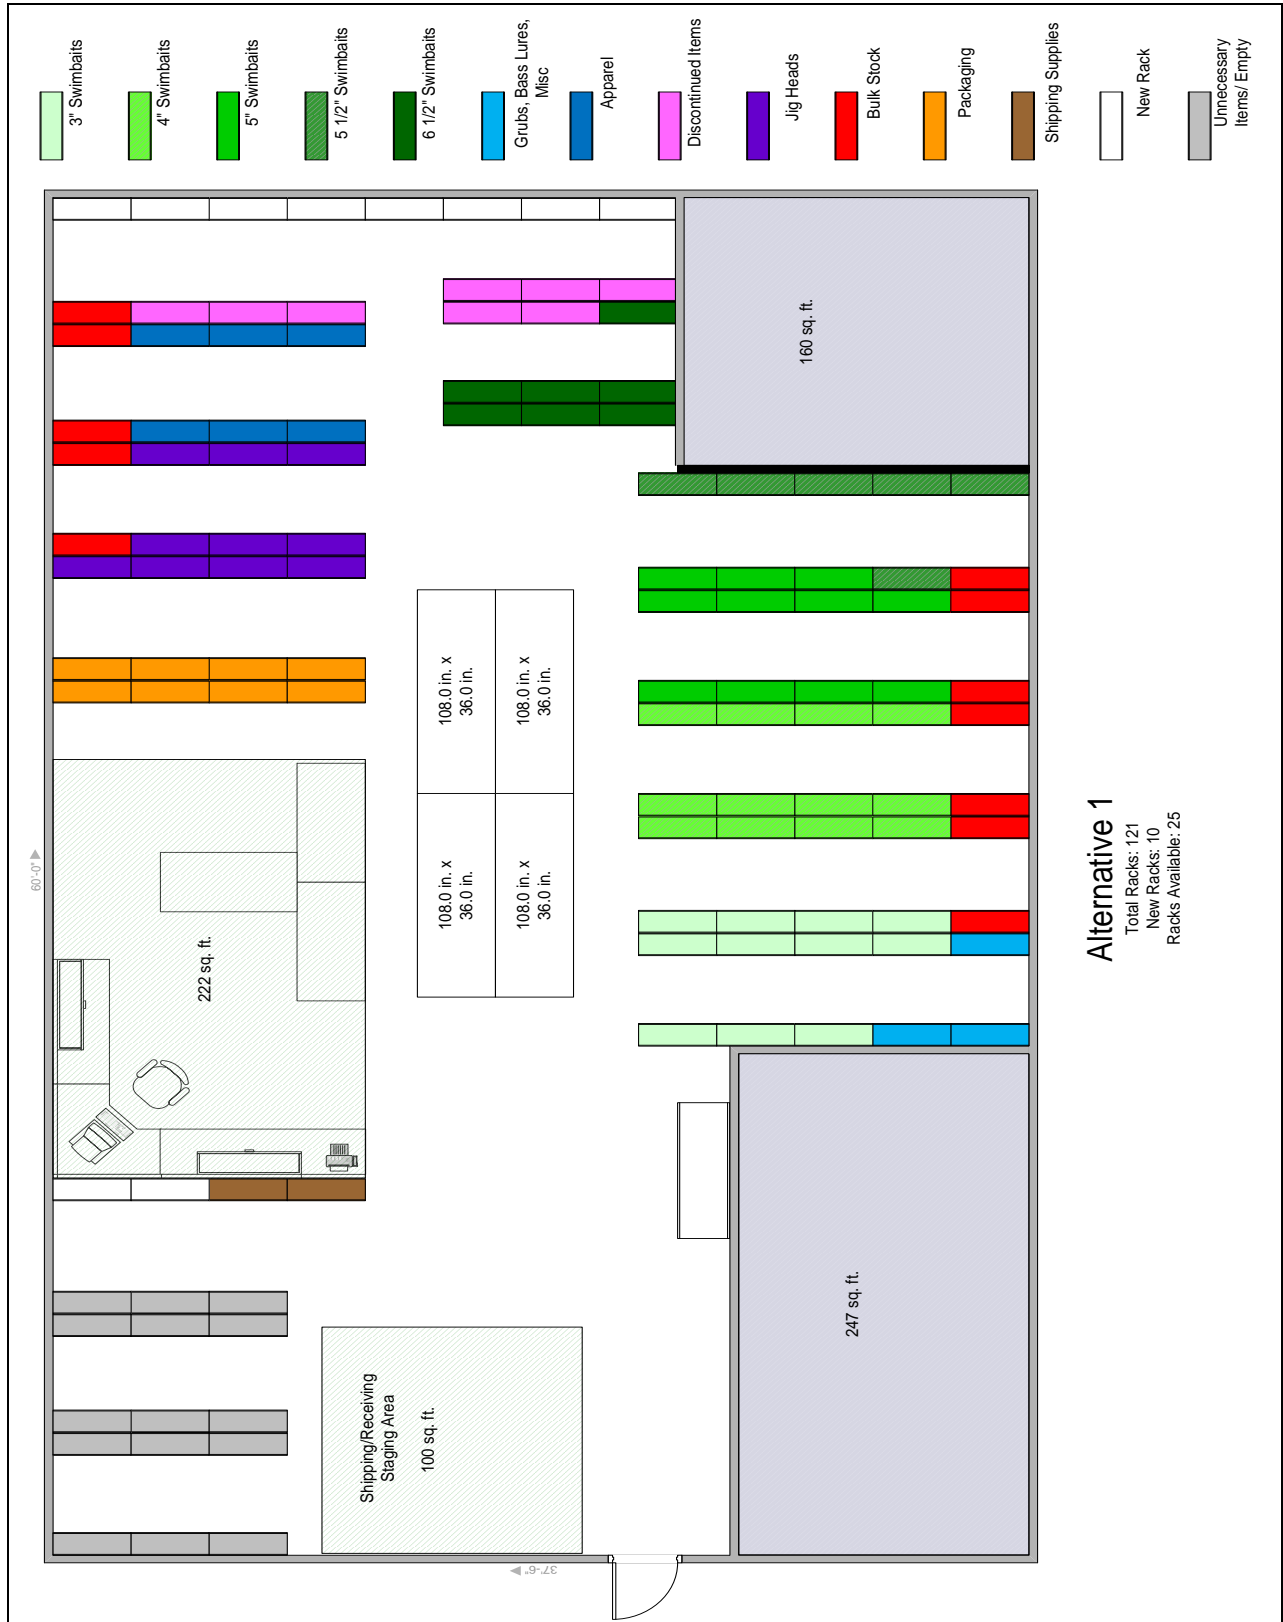 3" Swimbaits
4" Swimbaits
5" Swimbaits
5 1/2" Swimbaits
6 1/2" Swimbaits
Grubs, Bass Lures,
Misc
Apparel
Discontinued Items
Jig Heads
Bulk Stock
Packaging
Shipping Supplies
New Rack
Unnecessary
Items/ Empty
60'-0"
37'-6"
222 sq. ft.
Shipping/Receiving
Staging Area
100 sq. ft.
108.0 in. x
36.0 in.
108.0 in. x
36.0 in.
108.0 in. x
36.0 in.
108.0 in. x
36.0 in.
160 sq. ft.
247 sq. ft.
Alternative 1
Total Racks: 121
New Racks: 10
Racks Available: 25